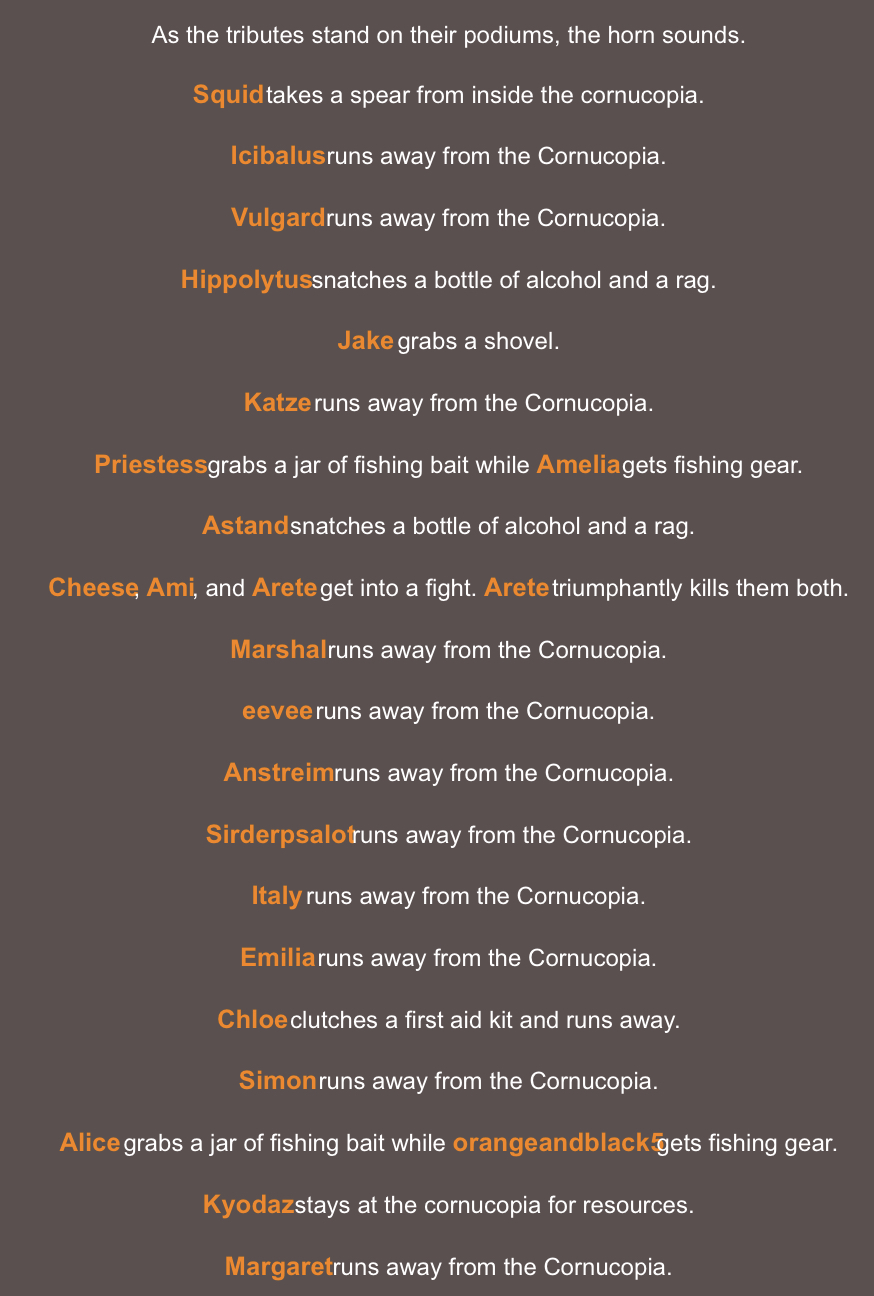 As the tributes stand on their podiums, the horn sounds.
Squid takes a spear from inside the cornucopia.
Icibalus runs away from the Cornucopia.
Vulgard runs away from the Cornucopia.
Hippolytus snatches a bottle of alcohol and a rag.
Jake grabs a shovel.
Katze runs away from the Cornucopia.
Priestess grabs a jar of fishing bait while Amelia gets fishing gear.
Astand snatches a bottle of alcohol and a rag.
Cheese, Ami, and Arete get into a fight. Arete triumphantly kills them both.
Marshal runs away from the Cornucopia.
eevee runs away from the Cornucopia.
Anstreim runs away from the Cornucopia.
Sirderpsalot runs away from the Cornucopia.
Italy runs away from the Cornucopia.
Emilia runs away from the Cornucopia.
Chloe clutches a first aid kit and runs away.
Simon runs away from the Cornucopia.
Alice grabs a jar of fishing bait while orangeandblack5 gets fishing gear.
Kyodaz stays at the cornucopia for resources.
Margaret runs away from the Cornucopia.